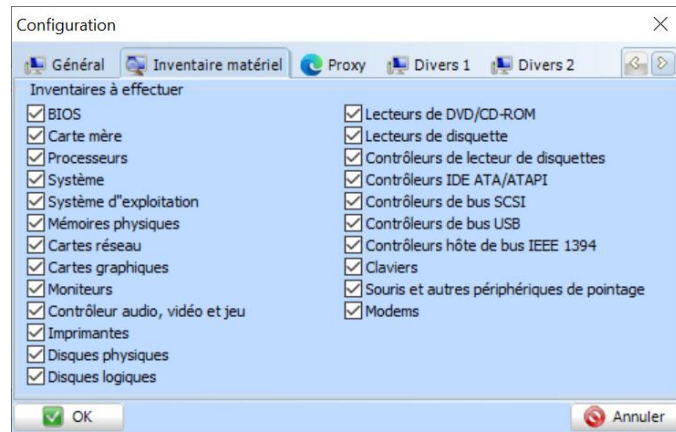 Configuration
Général
Inventaire matériel
Proxy
Divers 1
Divers 2
Inventaires à effectuer
BIOS
Carte mère
Processeurs
Système
Système d"exploitation
Mémoires physiques
Cartes réseau
Cartes graphiques
Moniteurs
Contrôleur audio, vidéo et jeu
Imprimantes
Disques physiques
Disques logiques
Lecteurs de DVD/CD-ROM
Lecteurs de disquette
Contrôleurs de lecteur de disquettes
Contrôleurs IDE ATA/ATAPI
Contrôleurs de bus SCSI
Contrôleurs de bus USB
Contrôleurs hôte de bus IEEE 1394
Claviers
Souris et autres périphériques de pointage
Modems
OK
Annuler